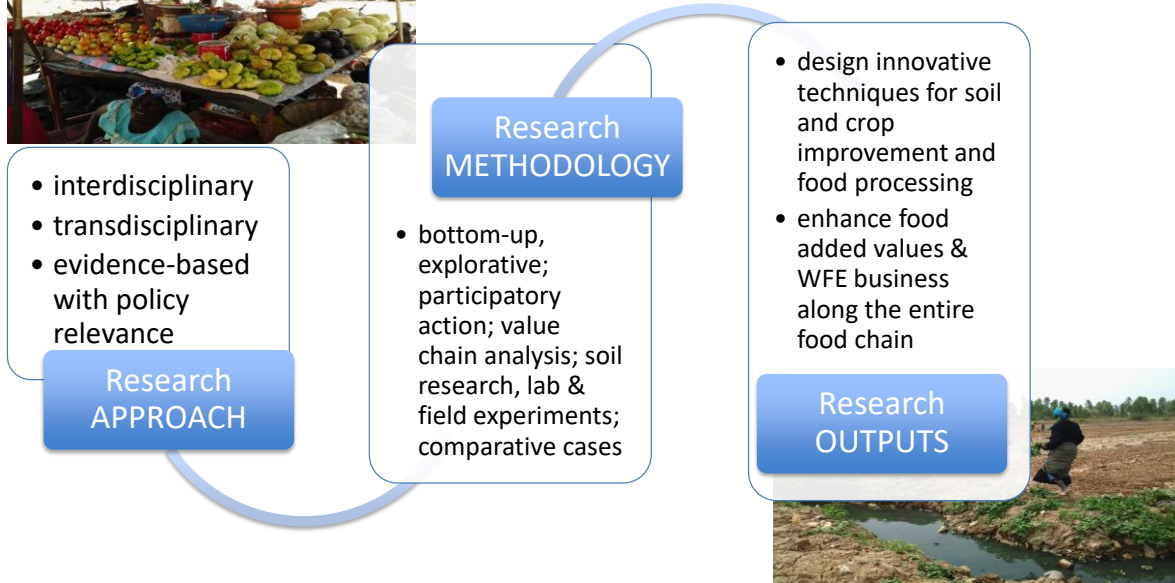 • interdisciplinary
• transdisciplinary
• evidence-based
with policy
relevance
Research
APPROACH
Research
METHODOLOGY
• bottom-up,
explorative;
participatory
action; value
chain analysis; soil
research, lab &
field experiments;
comparative cases
• design innovative
techniques for soil
and crop
improvement and
food processing
• enhance food
added values &
WFE business
along the entire
food chain
Research
OUTPUTS